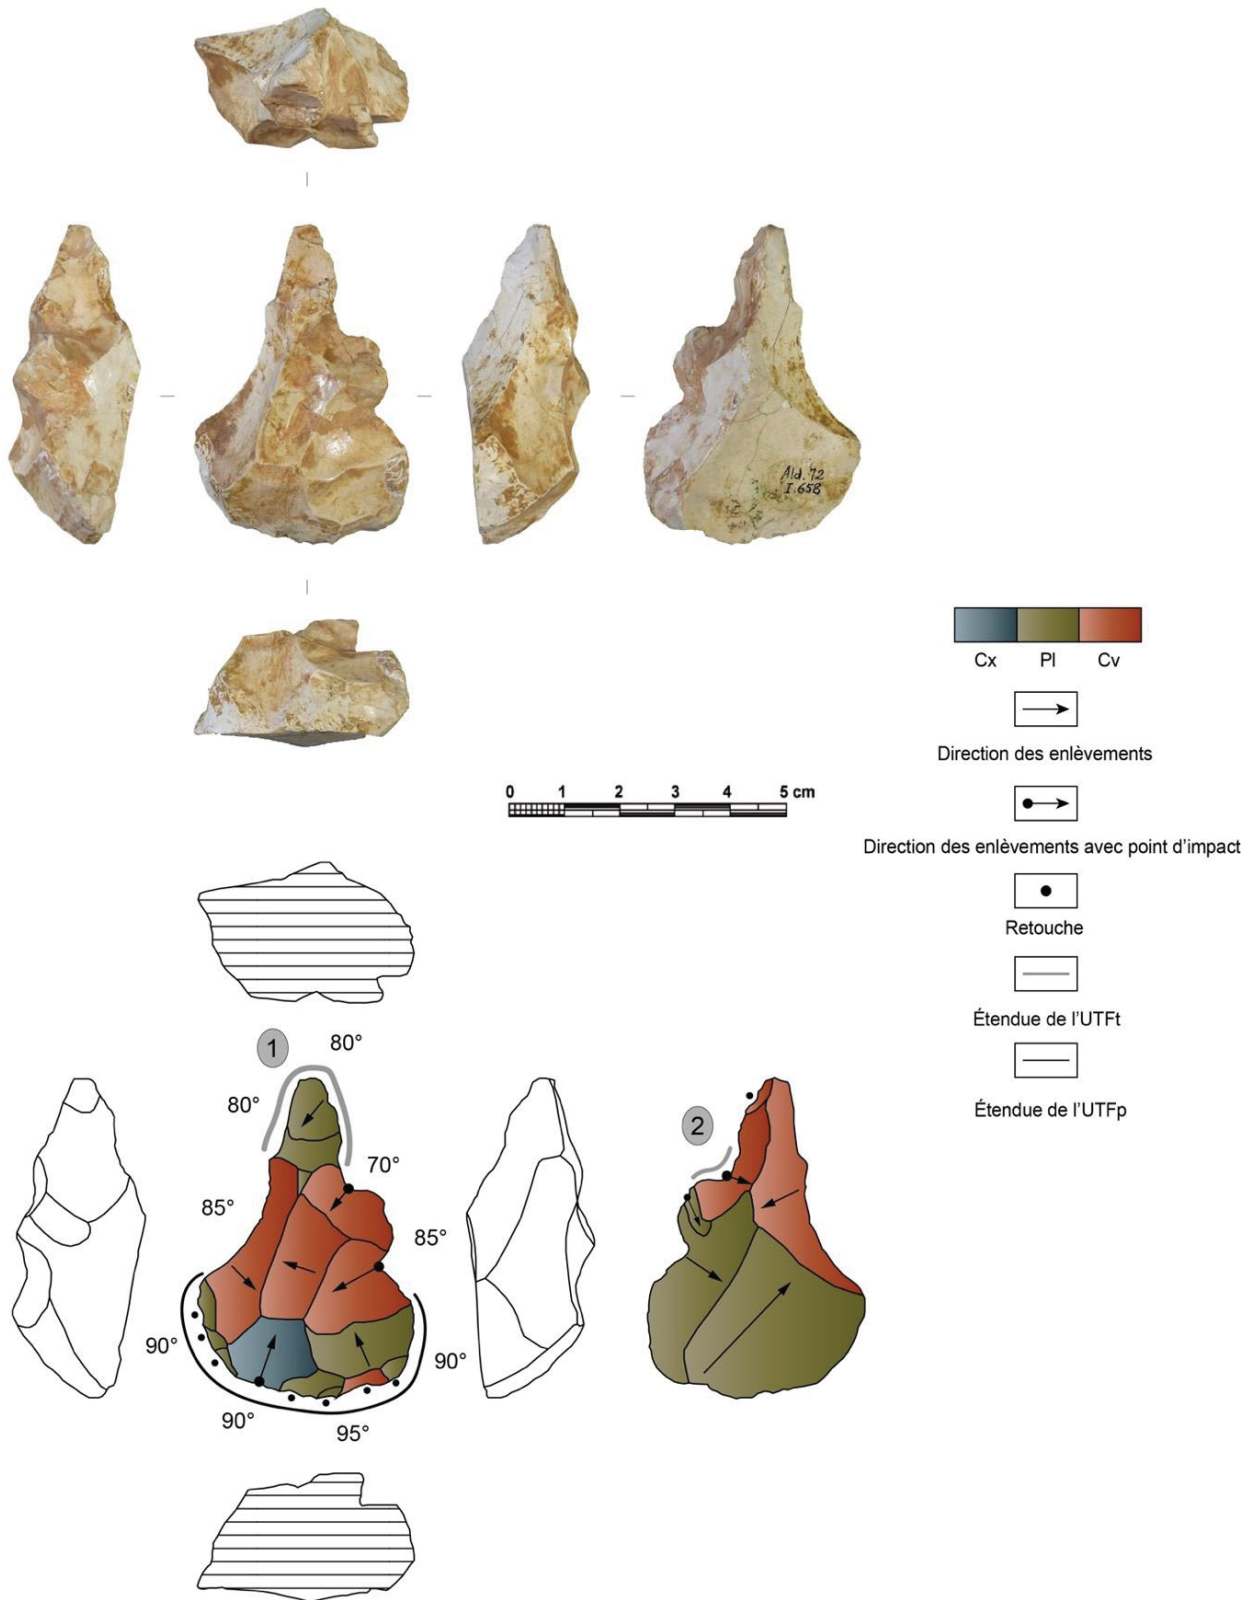 Ald. 72
I.658
Cx Pl Cv
Direction des enlèvements
0 1 2 3 4 5 cm
Direction des enlèvements avec point d'impact
Retouche
Étendue de l'UTFt
Étendue de l'UTFp
1
80°
80°
2
70°
85°
85°
90°
90°
90°
95°